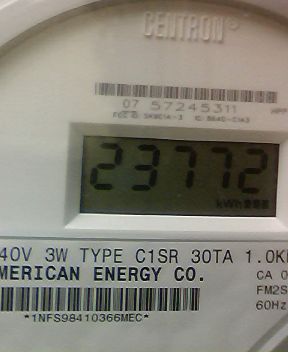 CENTRON®
07 57245311
23772
kWh
40V 3W TYPE C1SR 30TA 1.0K
MERICAN ENERGY CO.
CA 0
FM2S
60Hz
*1NFS98410366MEC*